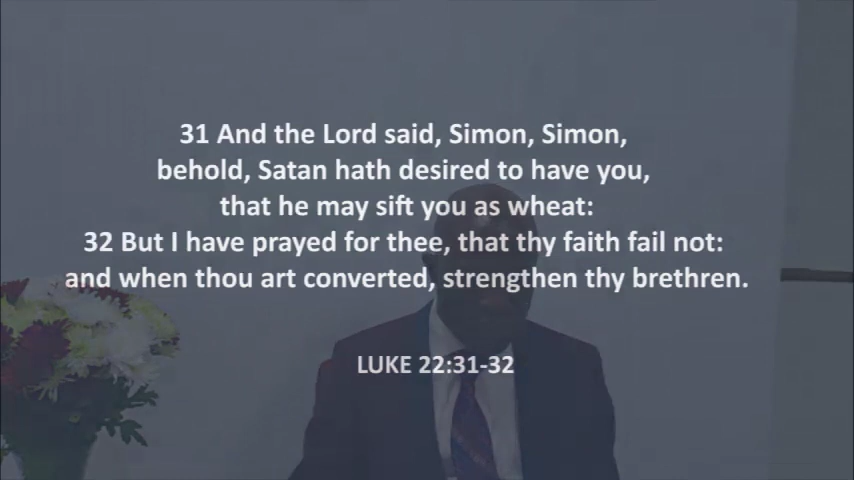 31 And the Lord said, Simon, Simon,
behold, Satan hath desired to have you,
that he may sift you as wheat:
32 But I have prayed for thee, that thy faith fail not:
and when thou art converted, strengthen thy brethren.
LUKE 22:31-32